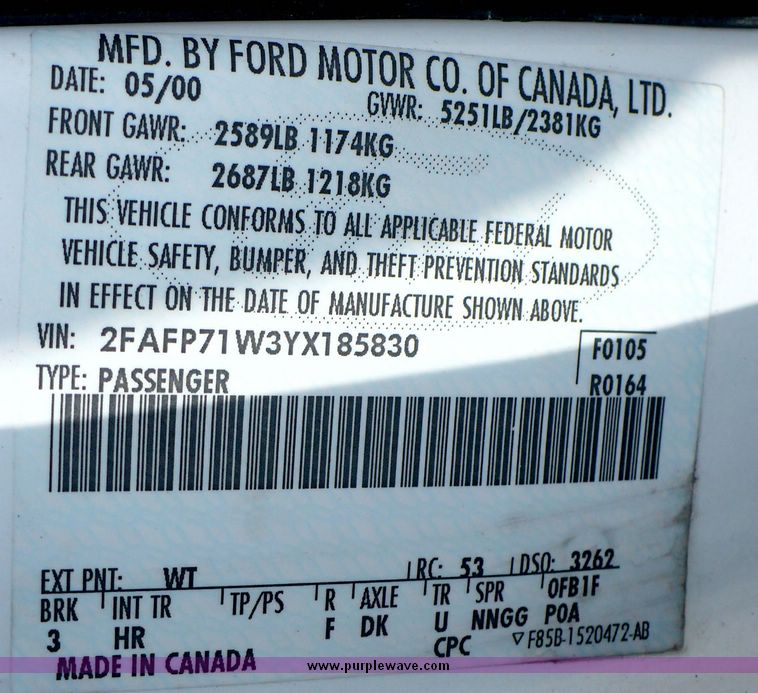 MFD. BY FORD MOTOR CO. OF CANADA, LTD.
DATE: 05/00 GVWR: 5251LB/2381KG
FRONT GAWR: 2589LB 1174KG
REAR GAWR: 2687LB 1218KG
THIS VEHICLE CONFORMS TO ALL APPLICABLE FEDERAL MOTOR
VEHICLE SAFETY, BUMPER, AND THEFT PREVENTION STANDARDS
IN EFFECT ON THE DATE OF MANUFACTURE SHOWN ABOVE.
VIN: 2FAFP71W3YX185830 F0105
TYPE: PASSENGER R0164
EXT PNT: WT RC: 53 DSO: 3262
BRK INT TR TP/PS R AXLE TR SPR 0FB1F
3 HR F DK U NNGG POA
CPC ▽F85B-1520472-AB
MADE IN CANADA
www.purplewave.com